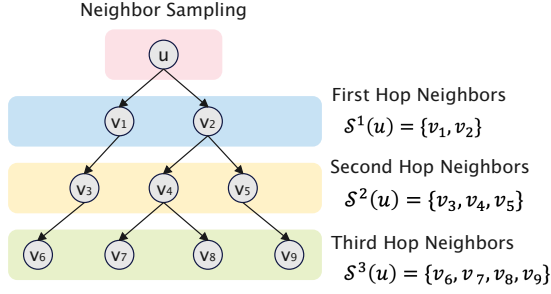 Neighbor Sampling
u
First Hop Neighbors
v₁ v₂
𝒮¹(u) = {v₁, v₂}
Second Hop Neighbors
v₃ v₄ v₅
𝒮²(u) = {v₃, v₄, v₅}
Third Hop Neighbors
v₆ v₇ v₈ v₉
𝒮³(u) = {v₆, v₇, v₈, v₉}